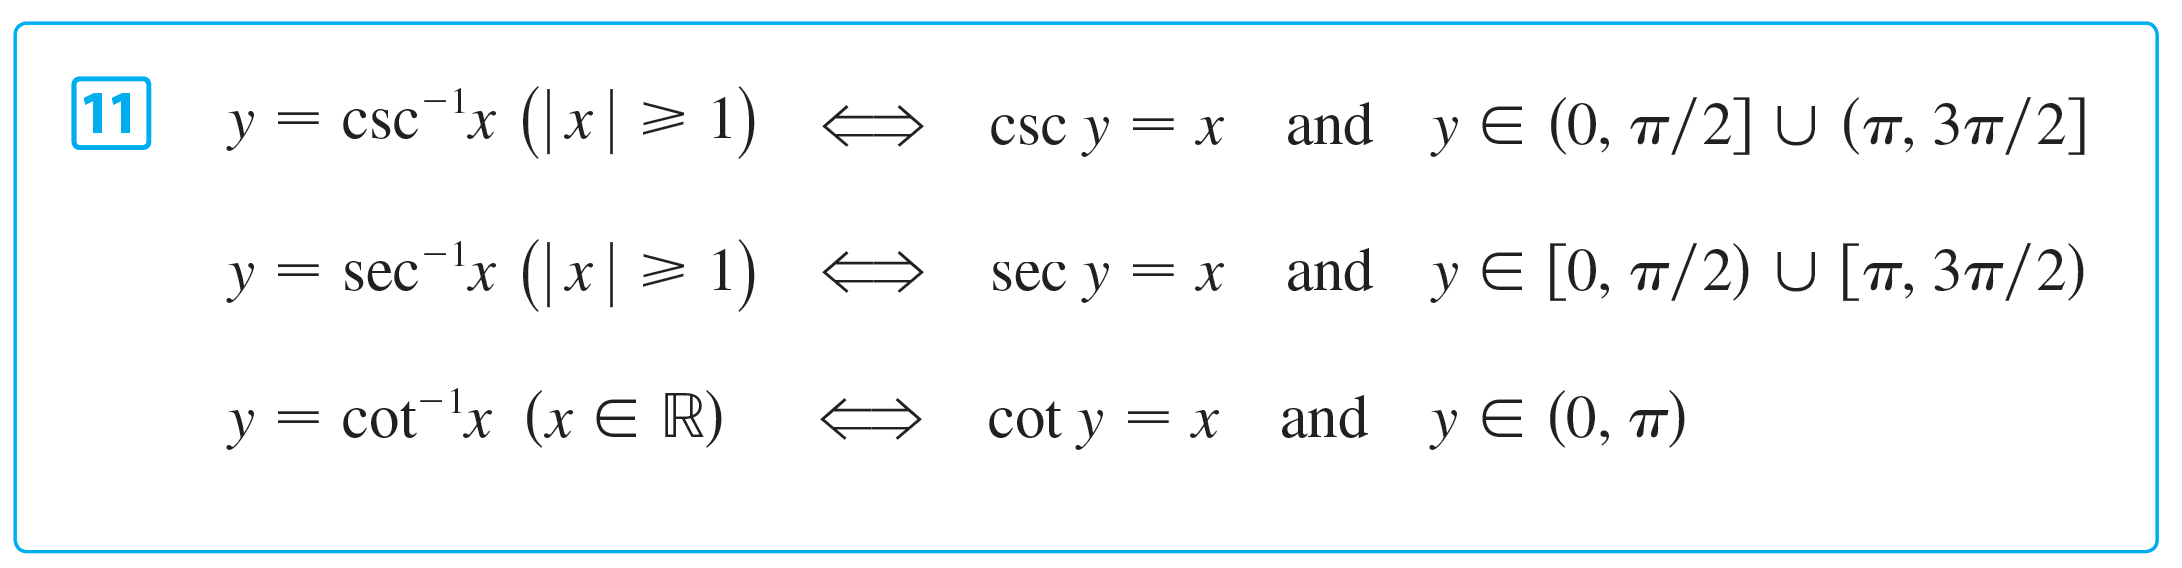 11 y = csc⁻¹x (|x| ⩾ 1) ⟺ csc y = x and y ∈ (0, π/2] ∪ (π, 3π/2]
y = sec⁻¹x (|x| ⩾ 1) ⟺ sec y = x and y ∈ [0, π/2) ∪ [π, 3π/2)
y = cot⁻¹x (x ∈ ℝ) ⟺ cot y = x and y ∈ (0, π)